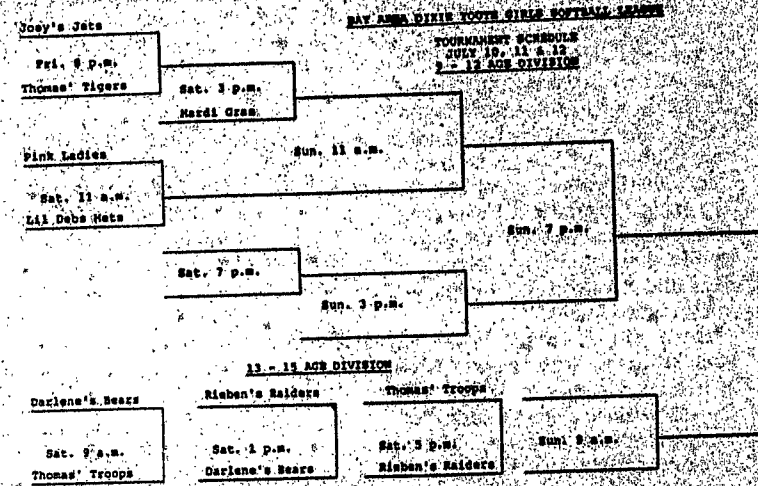 BAY AREA DIXIE YOUTH GIRLS SOFTBALL LEAGUE
TOURNAMENT SCHEDULE
JULY 10, 11 & 12
9 - 12 AGE DIVISION
Joey's Jets
Fri. 6 p.m.
Thomas' Tigers
Sat. 3 p.m.
Mardi Gras
Sun. 11 a.m.
Pink Ladies
Sat. 11 a.m.
Lil Debs Mets
Sun. 7 p.m.
Sat. 7 p.m.
Sun. 3 p.m.
13 - 15 AGE DIVISION
Darlene's Bears
Sat. 9 a.m.
Thomas' Troops
Rieben's Raiders
Sat. 1 p.m.
Darlene's Bears
Thomas' Troops
Sat. 5 p.m.
Rieben's Raiders
Sun. 9 a.m.